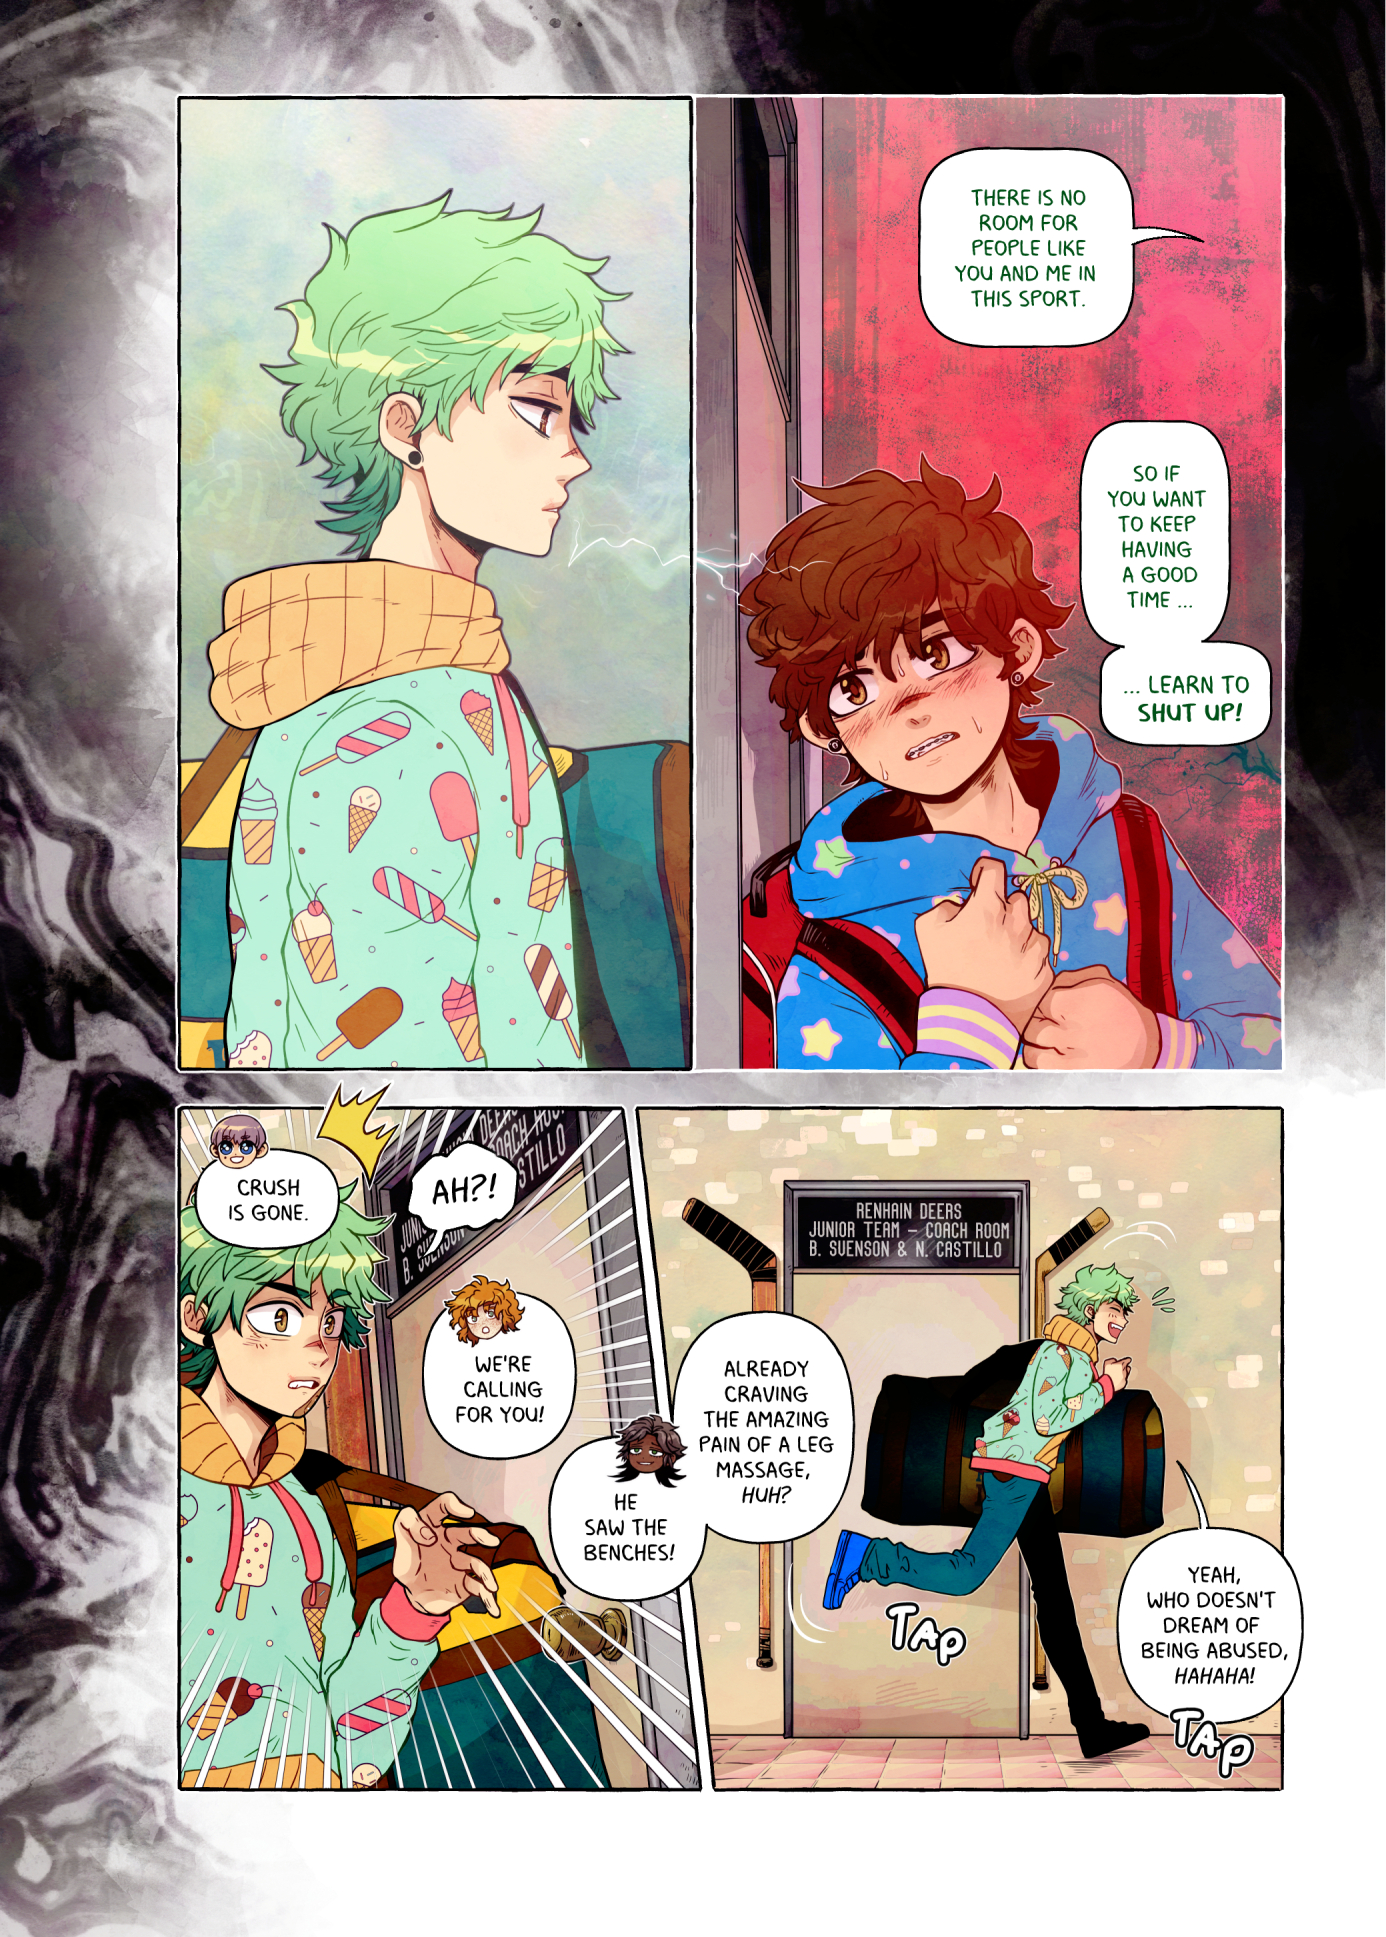 THERE IS NO
ROOM FOR
PEOPLE LIKE
YOU AND ME IN
THIS SPORT.
SO IF
YOU WANT
TO KEEP
HAVING
A GOOD
TIME ...
... LEARN TO
SHUT UP!
CRUSH
IS GONE.
AH?!
WE'RE
CALLING
FOR YOU!
HE
SAW THE
BENCHES!
RENHAIN DEERS
JUNIOR TEAM – COACH ROOM
B. SUENSON & N. CASTILLO
ALREADY
CRAVING
THE AMAZING
PAIN OF A LEG
MASSAGE,
HUH?
YEAH,
WHO DOESN'T
DREAM OF
BEING ABUSED,
HAHAHA!
TAP
TAP